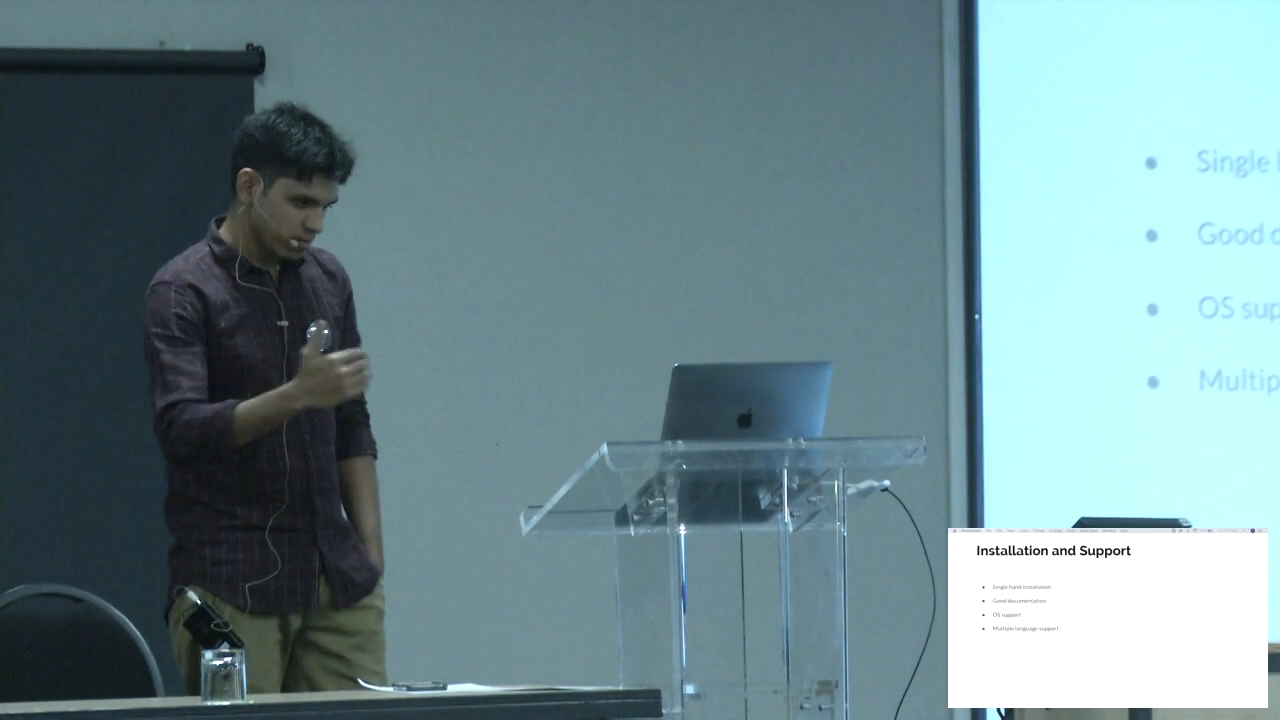 Single
Good
OS sup
Multip
Installation and Support
Single hand installation
Good documentation
OS support
Multiple language support